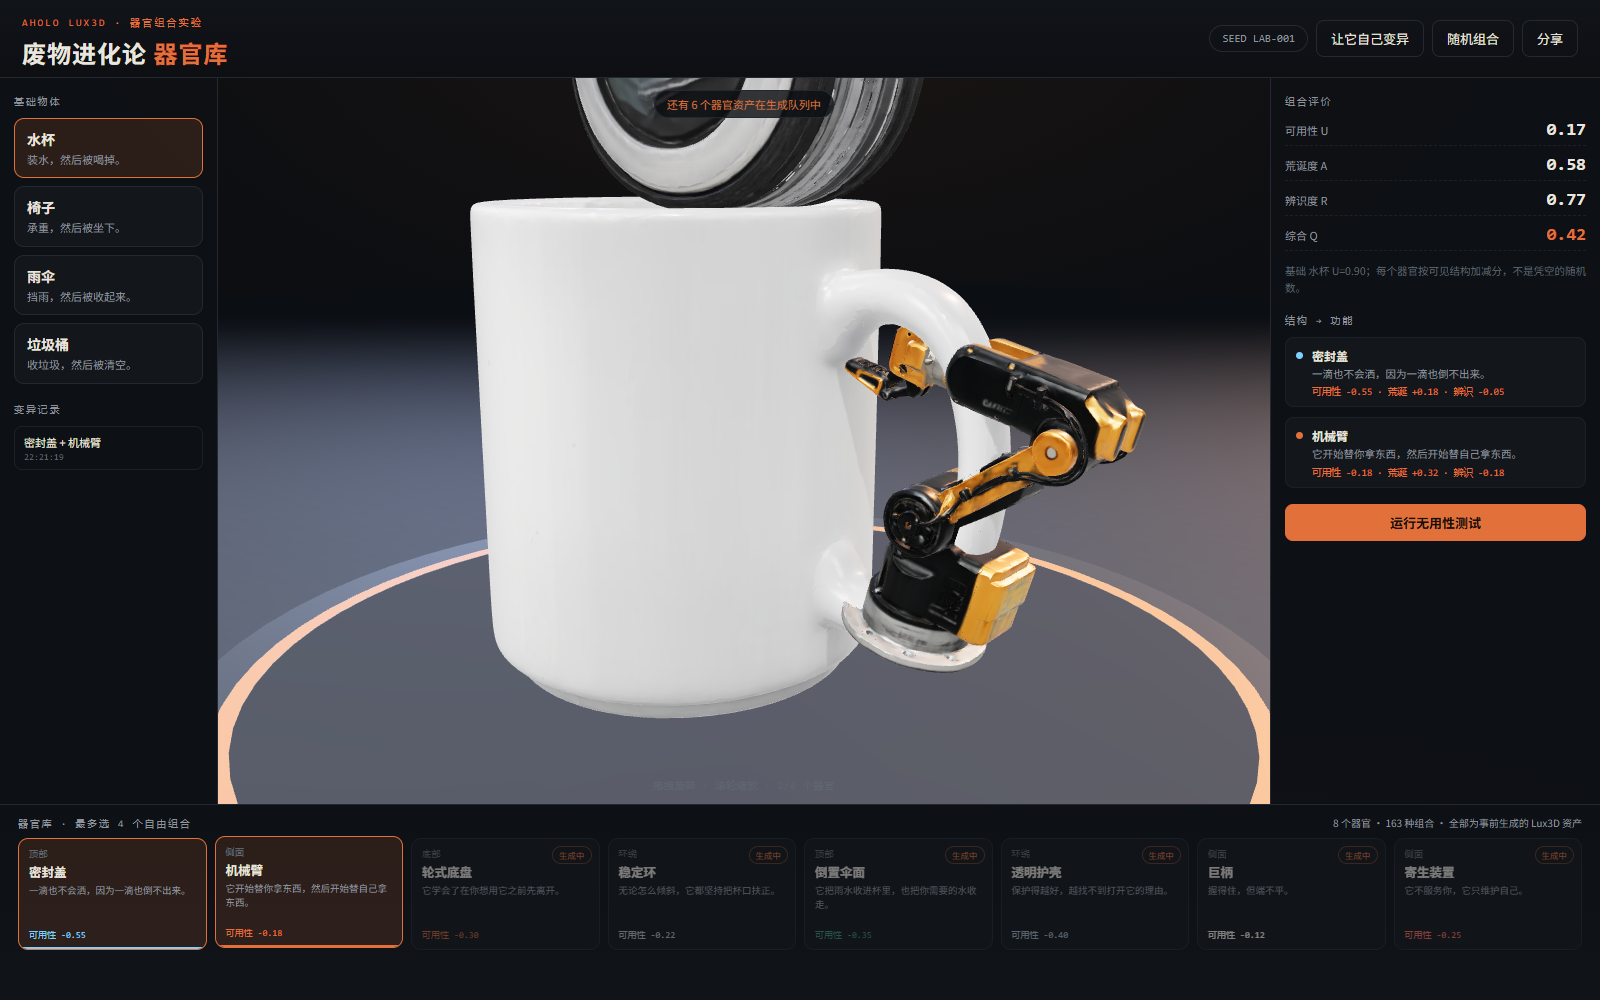 AHOLO LUX3D · 器官组合实验
废物进化论 器官库
SEED LAB-001
让它自己变异
随机组合
分享
基础物体
水杯
装水，然后被喝掉。
椅子
承重，然后被坐下。
雨伞
挡雨，然后被收起来。
垃圾桶
收垃圾，然后被清空。
变异记录
密封盖+机械臂
22:21:19
还有 6 个器官资产在生成队列中
组合评价
可用性 U 0.17
荒诞度 A 0.58
辨识度 R 0.77
综合 Q 0.42
基础 水杯 U=0.90；每个器官按可见结构加减分，不是凭空的随机
数。
结构 → 功能
密封盖
一滴也不会洒，因为一滴也倒不出来。
可用性 -0.55 · 荒诞 +0.18 · 辨识 -0.05
机械臂
它开始替你拿东西，然后开始替自己拿东西。
可用性 -0.18 · 荒诞 +0.32 · 辨识 -0.18
运行无用性测试
器官库 · 最多选 4 个自由组合
8 个器官 · 163 种组合 · 全部为事前生成的 Lux3D 资产
顶部
密封盖
一滴也不会洒，因为一滴也倒不出来。
可用性 -0.55
侧面
机械臂
它开始替你拿东西，然后开始替自己拿
东西。
可用性 -0.18
底部
生成中
轮式底盘
它学会了在你想用它之前先离开。
可用性 -0.30
环绕
生成中
稳定环
无论怎么倾斜，它都坚持把杯口扶正。
可用性 -0.22
顶部
生成中
倒置伞面
它把雨水收进杯里，也把你需要的水收
走。
可用性 -0.35
环绕
生成中
透明护壳
保护得越好，越找不到打开它的理由。
可用性 -0.40
侧面
生成中
巨柄
握得住，但端不平。
可用性 -0.12
侧面
生成中
寄生装置
它不服务你，它只维护自己。
可用性 -0.25